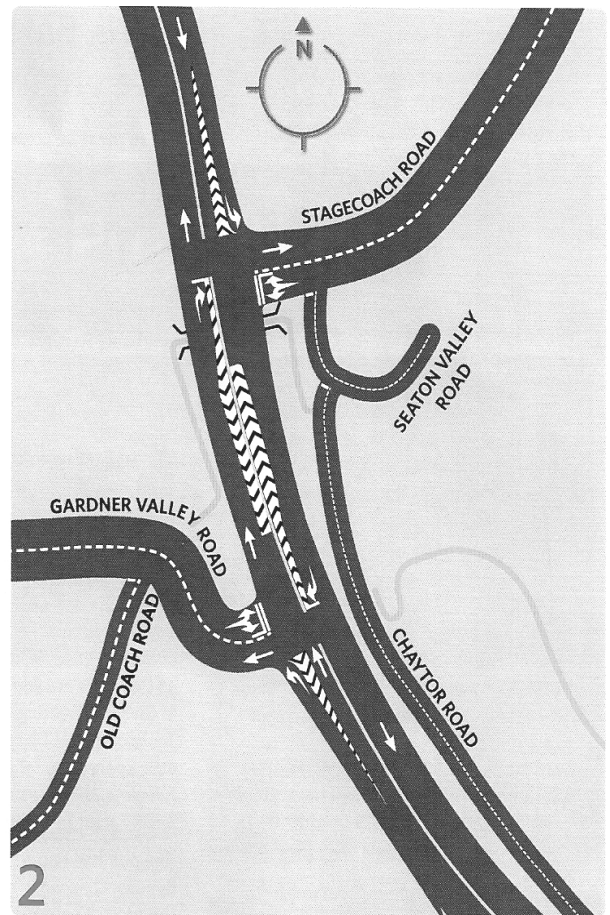 N
STAGECOACH ROAD
SEATON VALLEY
ROAD
GARDNER VALLEY ROAD
OLD COACH ROAD
CHAYTOR ROAD
2